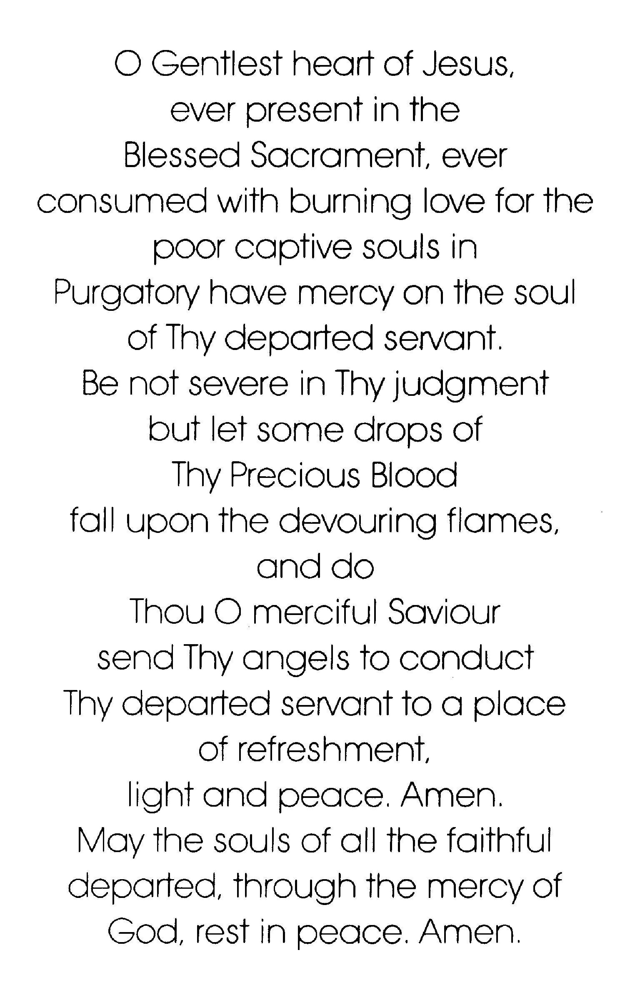 O Gentlest heart of Jesus,
ever present in the
Blessed Sacrament, ever
consumed with burning love for the
poor captive souls in
Purgatory have mercy on the soul
of Thy departed servant.
Be not severe in Thy judgment
but let some drops of
Thy Precious Blood
fall upon the devouring flames,
and do
Thou O merciful Saviour
send Thy angels to conduct
Thy departed servant to a place
of refreshment,
light and peace. Amen.
May the souls of all the faithful
departed, through the mercy of
God, rest in peace. Amen.